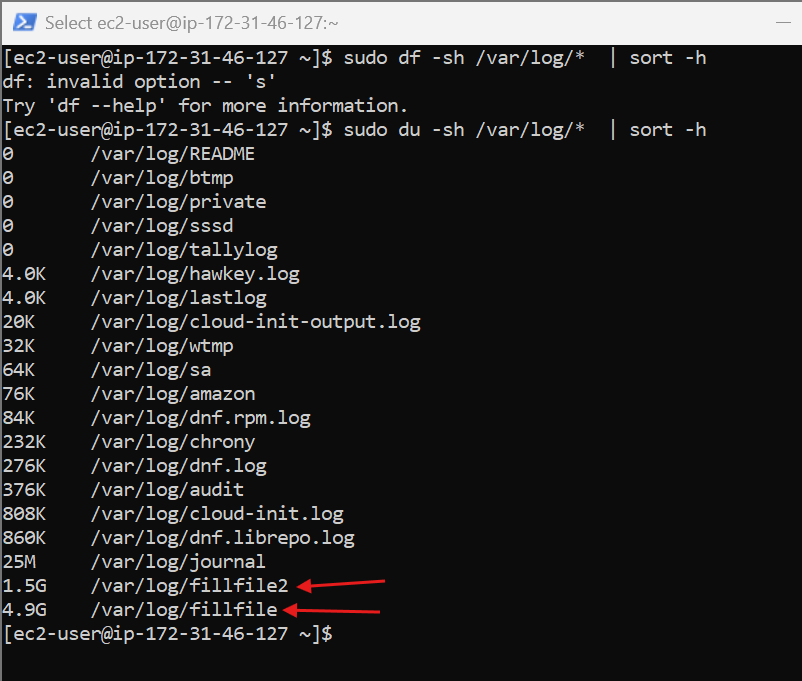 Select ec2-user@ip-172-31-46-127:~
[ec2-user@ip-172-31-46-127 ~]$ sudo df -sh /var/log/*  | sort -h
df: invalid option -- 's'
Try 'df --help' for more information.
[ec2-user@ip-172-31-46-127 ~]$ sudo du -sh /var/log/*  | sort -h
0       /var/log/README
0       /var/log/btmp
0       /var/log/private
0       /var/log/sssd
0       /var/log/tallylog
4.0K    /var/log/hawkey.log
4.0K    /var/log/lastlog
20K     /var/log/cloud-init-output.log
32K     /var/log/wtmp
64K     /var/log/sa
76K     /var/log/amazon
84K     /var/log/dnf.rpm.log
232K    /var/log/chrony
276K    /var/log/dnf.log
376K    /var/log/audit
808K    /var/log/cloud-init.log
860K    /var/log/dnf.librepo.log
25M     /var/log/journal
1.5G    /var/log/fillfile2
4.9G    /var/log/fillfile
[ec2-user@ip-172-31-46-127 ~]$